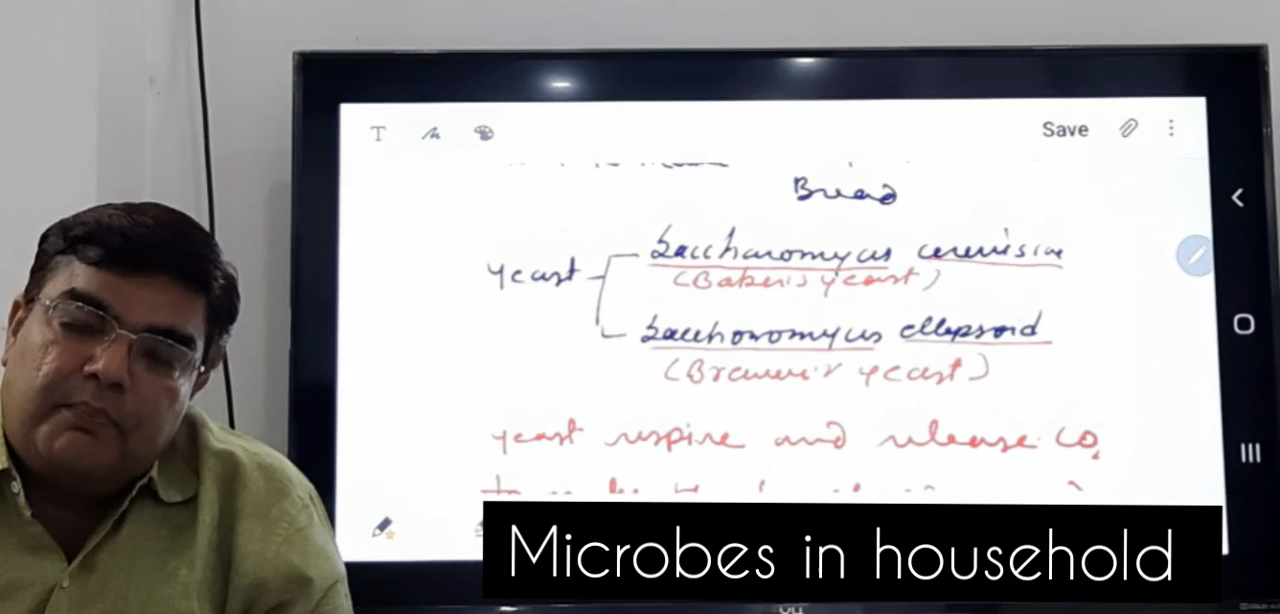 T Save
Bread
Saccharomyces cerevisiae
yeast
(Baker's yeast)
Saccharomyces ellipsoid
(Brewer's yeast)
yeast respire and release CO2
Microbes in household